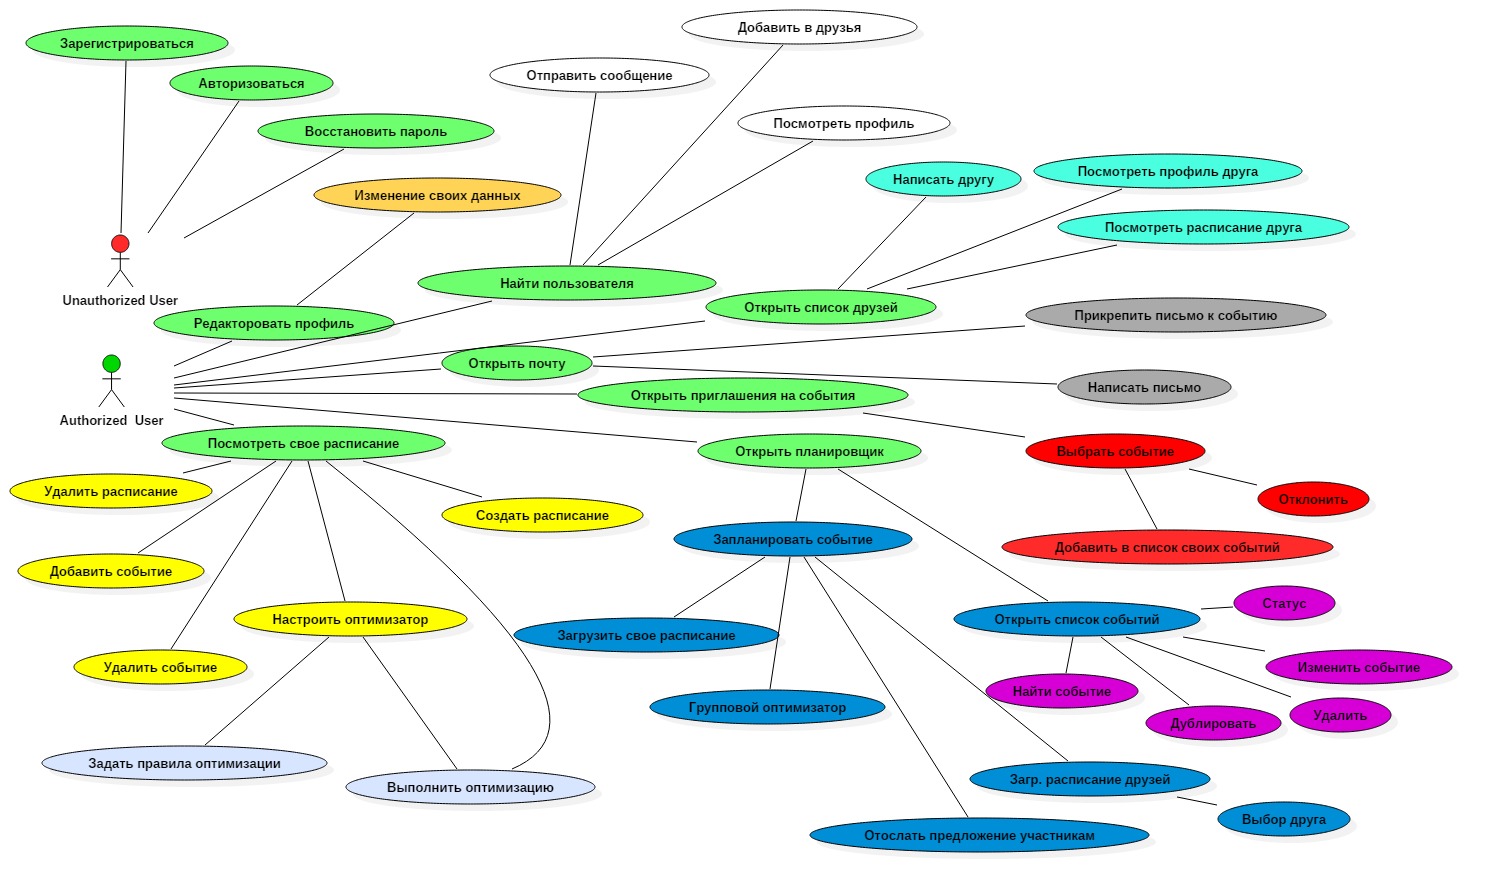 Добавить в друзья
Зарегистрироваться
Отправить сообщение
Авторизоваться
Посмотреть профиль
Восстановить пароль
Посмотреть профиль друга
Написать другу
Изменение своих данных
Посмотреть расписание друга
Найти пользователя
Unauthorized User
Открыть список друзей
Прикрепить письмо к событию
Редакторовать профиль
Открыть почту
Написать письмо
Открыть приглашения на события
Authorized User
Посмотреть свое расписание
Открыть планировщик
Выбрать событие
Удалить расписание
Отклонить
Создать расписание
Запланировать событие
Добавить в список своих событий
Добавить событие
Статус
Настроить оптимизатор
Открыть список событий
Загрузить свое расписание
Удалить событие
Изменить событие
Найти событие
Групповой оптимизатор
Удалить
Дублировать
Задать правила оптимизации
Загр. расписание друзей
Выполнить оптимизацию
Выбор друга
Отослать предложение участникам